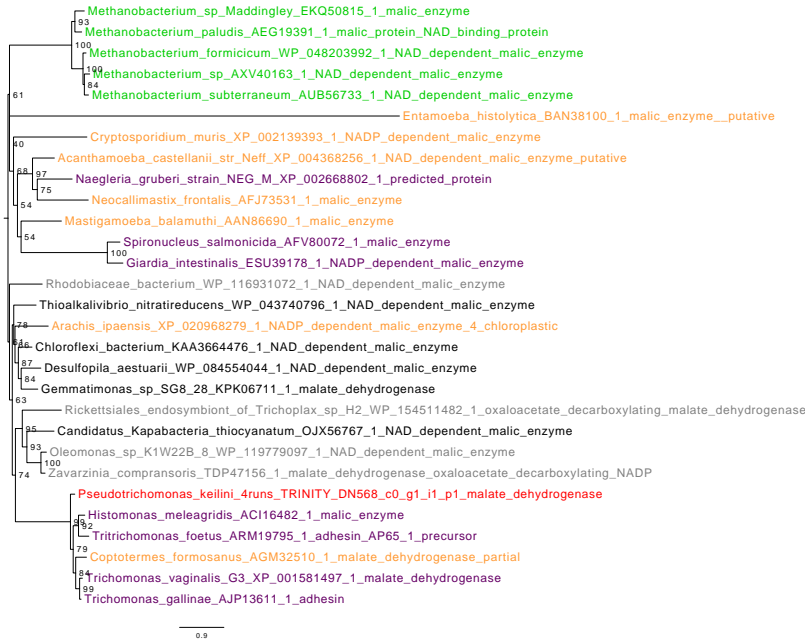 Methanobacterium_sp_Maddingley_EKQ50815_1_malic_enzyme
93
Methanobacterium_paludis_AEG19391_1_malic_protein_NAD_binding_protein
100
Methanobacterium_formicicum_WP_048203992_1_NAD_dependent_malic_enzyme
100
Methanobacterium_sp_AXV40163_1_NAD_dependent_malic_enzyme
84
Methanobacterium_subterraneum_AUB56733_1_NAD_dependent_malic_enzyme
61
Entamoeba_histolytica_BAN38100_1_malic_enzyme__putative
Cryptosporidium_muris_XP_002139393_1_NADP_dependent_malic_enzyme
40
Acanthamoeba_castellanii_str_Neff_XP_004368256_1_NAD_dependent_malic_enzyme_putative
68
97
Naegleria_gruberi_strain_NEG_M_XP_002668802_1_predicted_protein
75
Neocallimastix_frontalis_AFJ73531_1_malic_enzyme
54
Mastigamoeba_balamuthi_AAN86690_1_malic_enzyme
54
Spironucleus_salmonicida_AFV80072_1_malic_enzyme
100
Giardia_intestinalis_ESU39178_1_NADP_dependent_malic_enzyme
Rhodobiaceae_bacterium_WP_116931072_1_NAD_dependent_malic_enzyme
Thioalkalivibrio_nitratireducens_WP_043740796_1_NAD_dependent_malic_enzyme
78
Arachis_ipaensis_XP_020968279_1_NADP_dependent_malic_enzyme_4_chloroplastic
Chloroflexi_bacterium_KAA3664476_1_NAD_dependent_malic_enzyme
87
Desulfopila_aestuarii_WP_084554044_1_NAD_dependent_malic_enzyme
84
Gemmatimonas_sp_SG8_28_KPK06711_1_malate_dehydrogenase
63
Rickettsiales_endosymbiont_of_Trichoplax_sp_H2_WP_154511482_1_oxaloacetate_decarboxylating_malate_dehydrogenase
95
Candidatus_Kapabacteria_thiocyanatum_OJX56767_1_NAD_dependent_malic_enzyme
93
Oleomonas_sp_K1W22B_8_WP_119779097_1_NAD_dependent_malic_enzyme
100
Zavarzinia_compransoris_TDP47156_1_malate_dehydrogenase_oxaloacetate_decarboxylating_NADP
74
Pseudotrichomonas_keilini_4runs_TRINITY_DN568_c0_g1_i1_p1_malate_dehydrogenase
Histomonas_meleagridis_ACI16482_1_malic_enzyme
92
Tritrichomonas_foetus_ARM19795_1_adhesin_AP65_1_precursor
79
Coptotermes_formosanus_AGM32510_1_malate_dehydrogenase_partial
84
Trichomonas_vaginalis_G3_XP_001581497_1_malate_dehydrogenase
99
Trichomonas_gallinae_AJP13611_1_adhesin
0.9